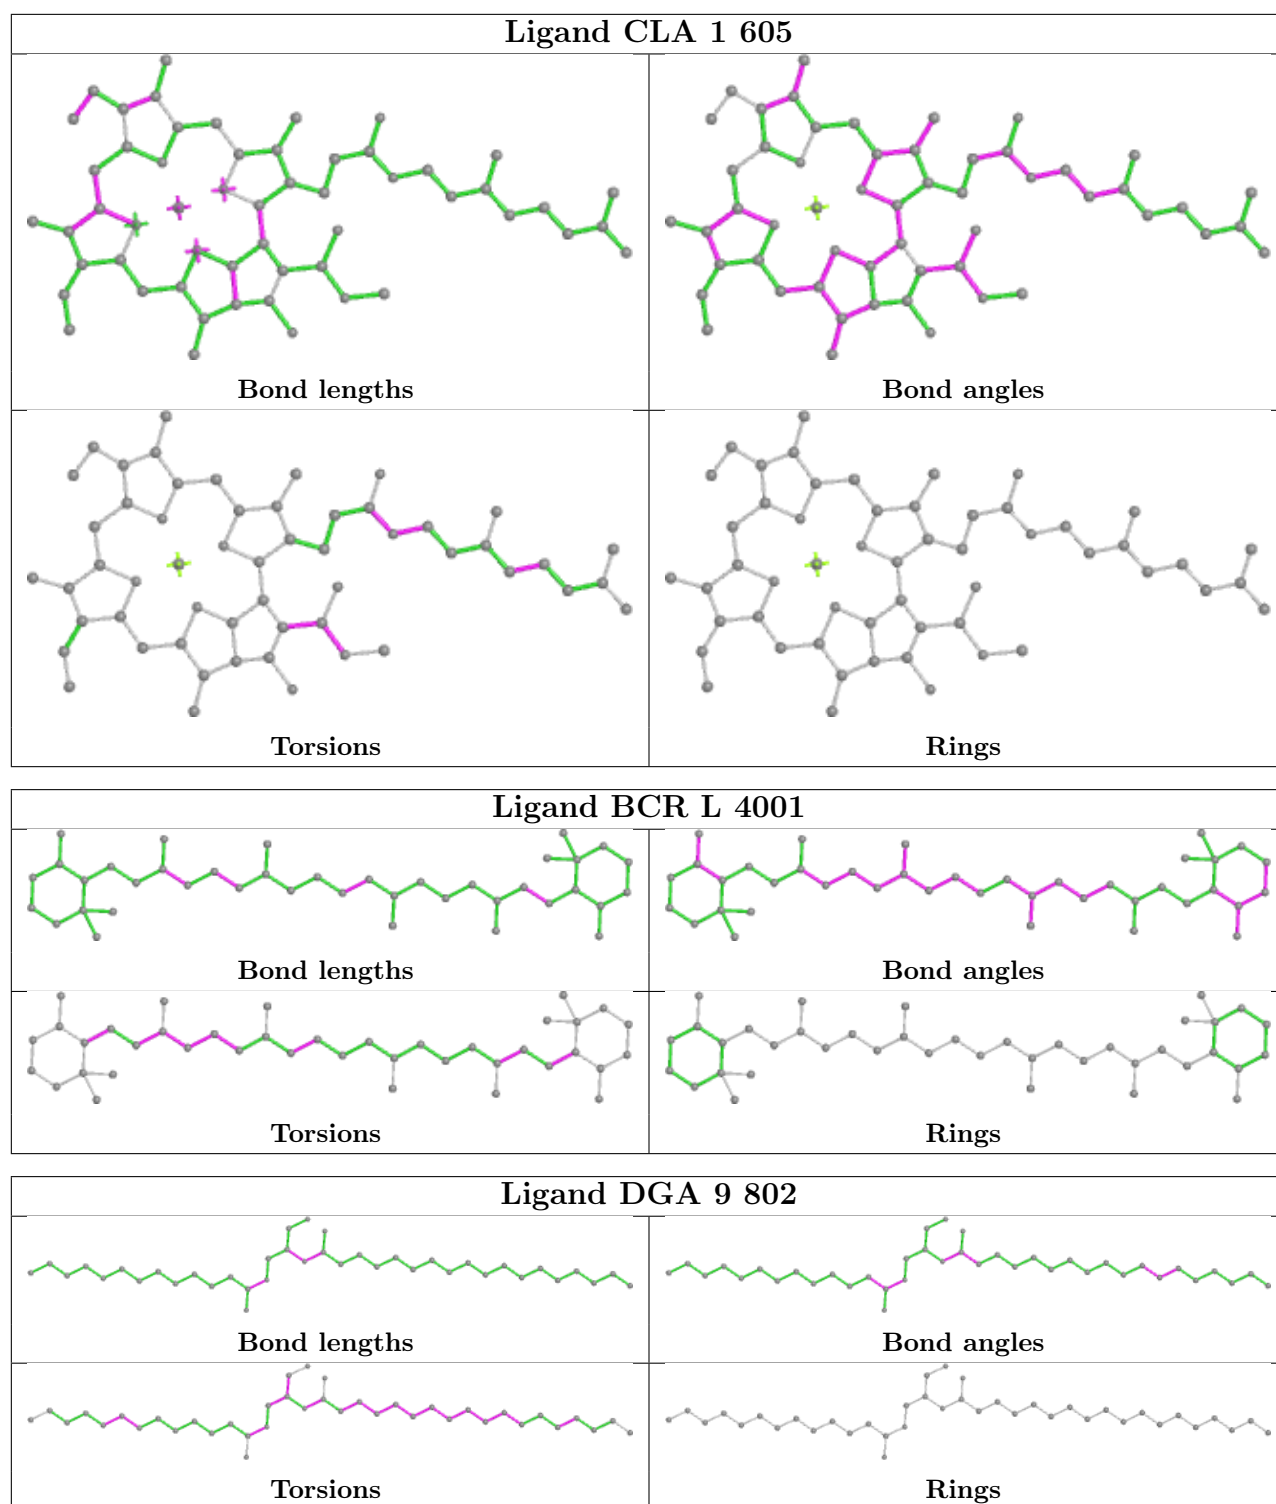 Ligand CLA 1 605
Bond lengths
Bond angles
Torsions
Rings
Ligand BCR L 4001
Bond lengths
Bond angles
Torsions
Rings
Ligand DGA 9 802
Bond lengths
Bond angles
Torsions
Rings